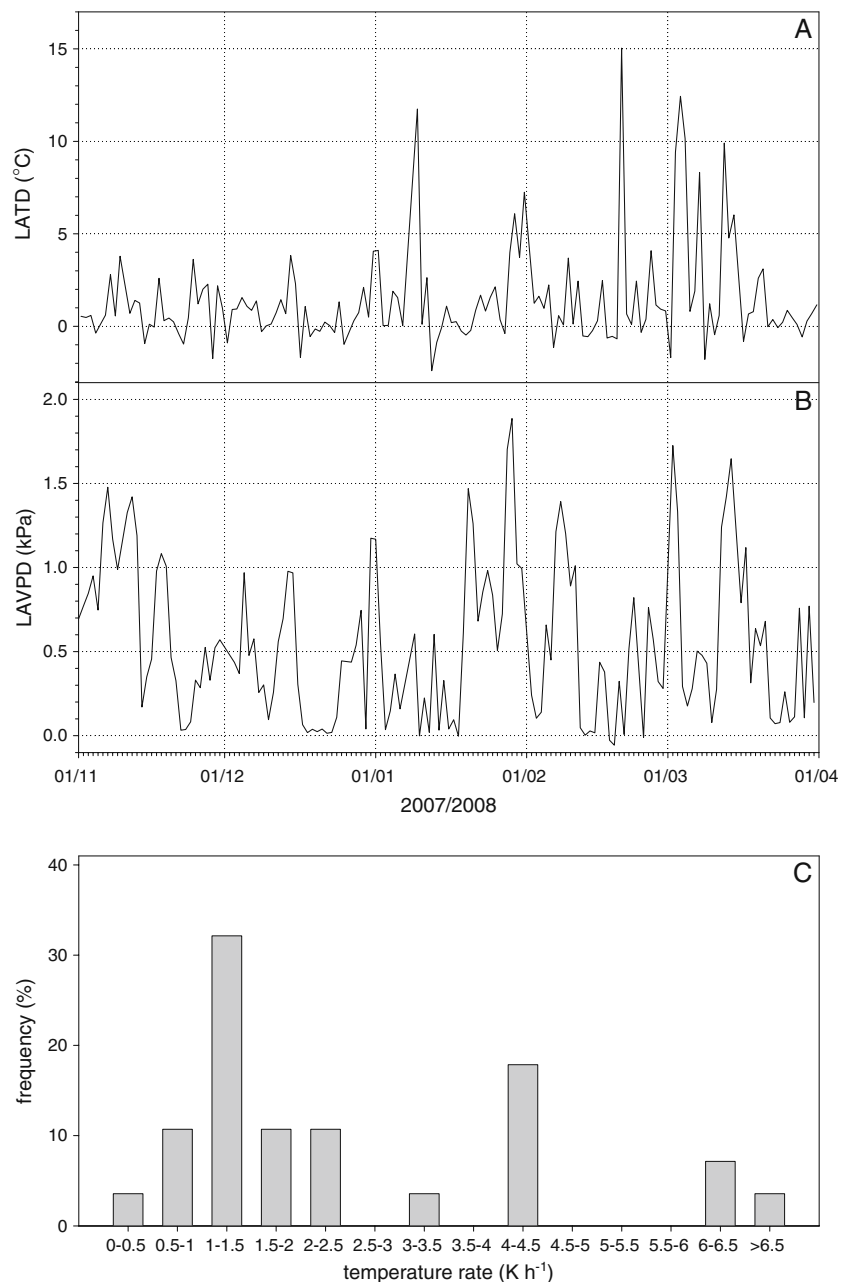 A
LATD (°C)
15
10
5
0
B
LAVPD (kPa)
2.0
1.5
1.0
0.5
0.0
01/11 01/12 01/01 01/02 01/03 01/04
2007/2008
C
frequency (%)
40
30
20
10
0
0-0.5 0.5-1 1-1.5 1.5-2 2-2.5 2.5-3 3-3.5 3.5-4 4-4.5 4.5-5 5-5.5 5.5-6 6-6.5 >6.5
temperature rate (K h⁻¹)